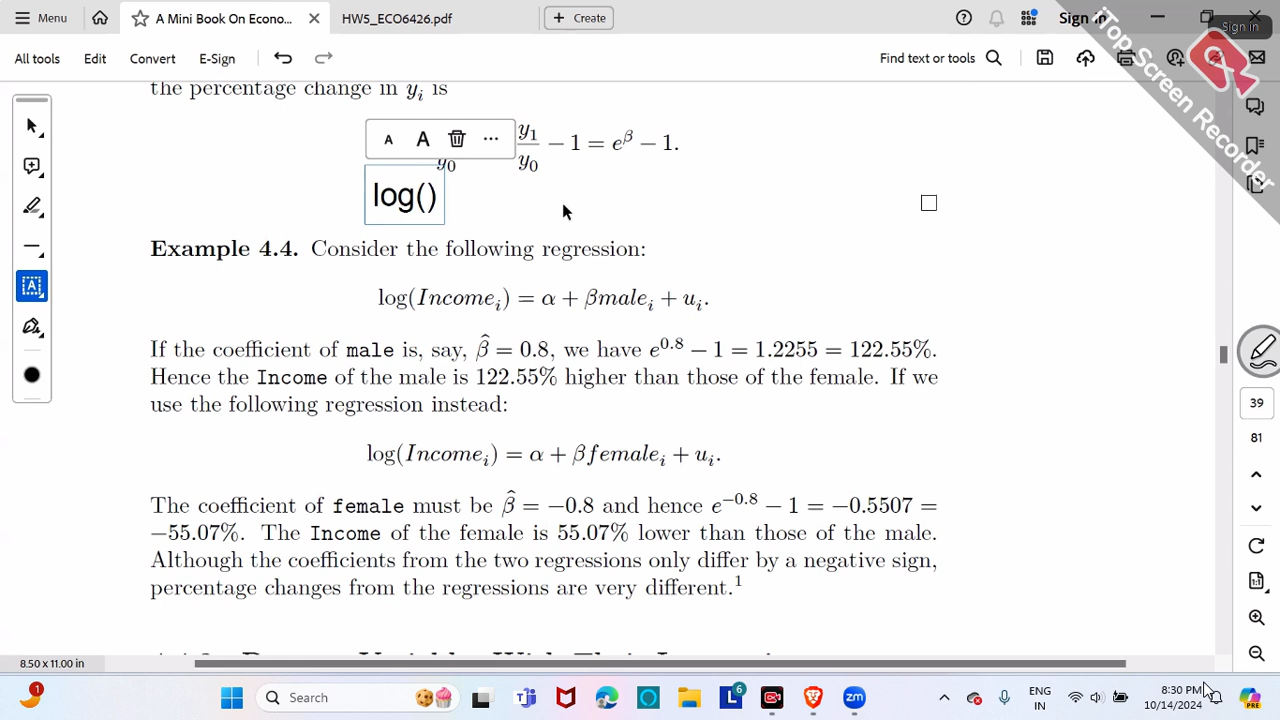 Menu
A Mini Book On Econo...
HW5_ECO6426.pdf
Create
Sign in
Sign in
All tools
Edit
Convert
E-Sign
Find text or tools
iTop Screen Recorder
the percentage change in yᵢ is
A A ...
y₀ y₁/y₀ − 1 = e^β − 1.
log()
Example 4.4. Consider the following regression:
log(Incomeᵢ) = α + βmaleᵢ + uᵢ.
If the coefficient of male is, say, β̂ = 0.8, we have e^0.8 − 1 = 1.2255 = 122.55%.
Hence the Income of the male is 122.55% higher than those of the female. If we
use the following regression instead:
log(Incomeᵢ) = α + βfemaleᵢ + uᵢ.
The coefficient of female must be β̂ = −0.8 and hence e^−0.8 − 1 = −0.5507 =
−55.07%. The Income of the female is 55.07% lower than those of the male.
Although the coefficients from the two regressions only differ by a negative sign,
percentage changes from the regressions are very different.¹
39
81
1:1
8.50 x 11.00 in
1
Search
6
ENG
IN
8:30 PM
10/14/2024
PRE